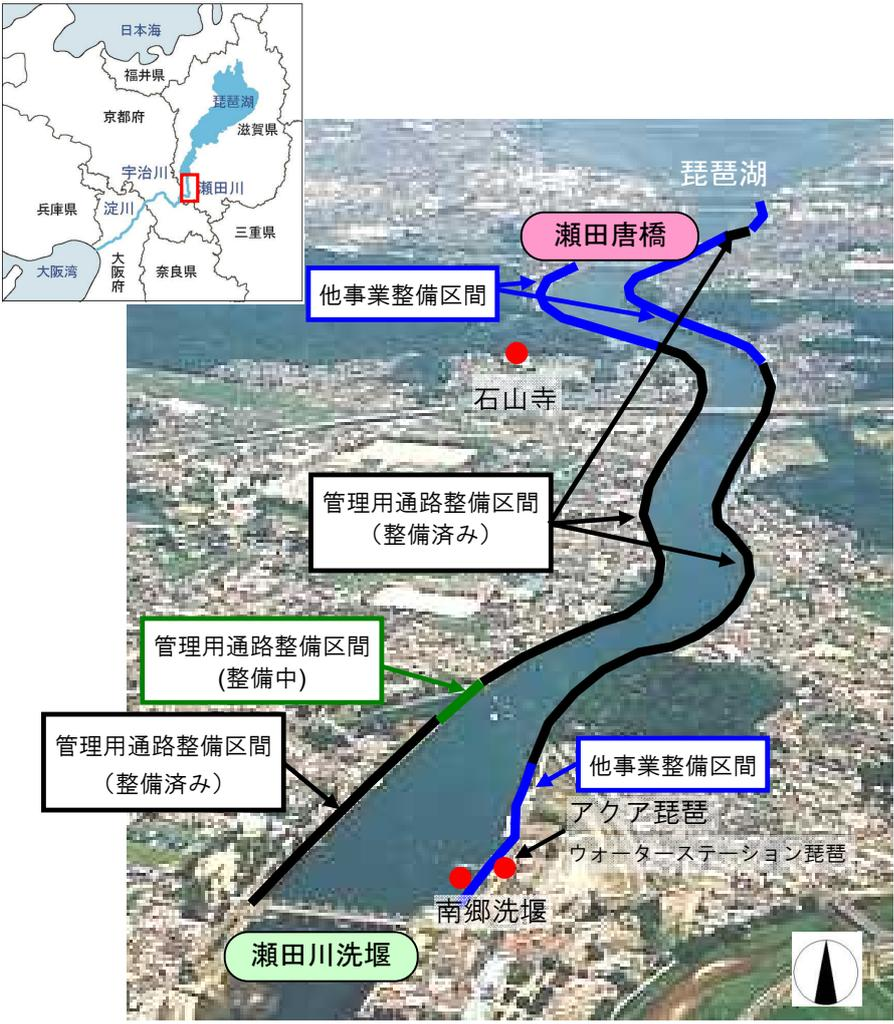 日本海
福井県
琵琶湖
京都府
滋賀県
宇治川
瀬田川
兵庫県
淀川
三重県
大阪湾
大阪府
奈良県
琵琶湖
瀬田唐橋
他事業整備区間
石山寺
管理用通路整備区間
（整備済み）
管理用通路整備区間
(整備中)
管理用通路整備区間
（整備済み）
他事業整備区間
アクア琵琶
ウォーターステーション琵琶
南郷洗堰
瀬田川洗堰